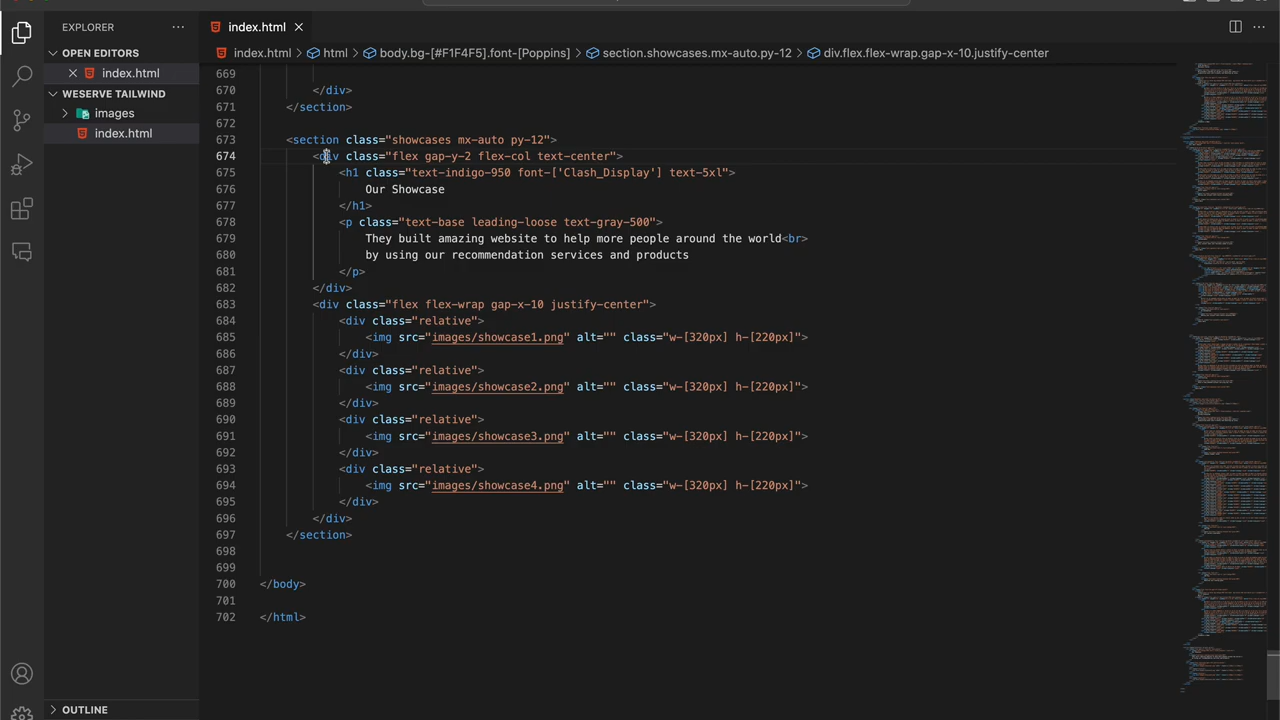 EXPLORER
OPEN EDITORS
index.html
WESERVE TAILWIND
images
index.html
OUTLINE
index.html
index.html > html > body.bg-[#F1F4F5].font-[Poppins] > section.showcases.mx-auto.py-12 > div.flex.flex-wrap.gap-x-10.justify-center
669
670 </div>
671 </section>
672
673 <section class="showcases mx-auto py-12">
674 <div class="flex gap-y-2 flex-col text-center">
675 <h1 class="text-indigo-950 font-['Clash_Display'] text-5xl">
676 Our Showcase
677 </h1>
678 <p class="text-base leading-loose text-gray-500">
679 They built amazing website help more people around the world<br>
680 by using our recommendation services and products
681 </p>
682 </div>
683 <div class="flex flex-wrap gap-x-10 justify-center">
684 <div class="relative">
685 <img src="images/showcase1.png" alt="" class="w-[320px] h-[220px]">
686 </div>
687 <div class="relative">
688 <img src="images/showcase2.png" alt="" class="w-[320px] h-[220px]">
689 </div>
690 <div class="relative">
691 <img src="images/showcase3.png" alt="" class="w-[320px] h-[220px]">
692 </div>
693 <div class="relative">
694 <img src="images/showcase4.png" alt="" class="w-[320px] h-[220px]">
695 </div>
696 </div>
697 </section>
698
699
700 </body>
701
702 </html>